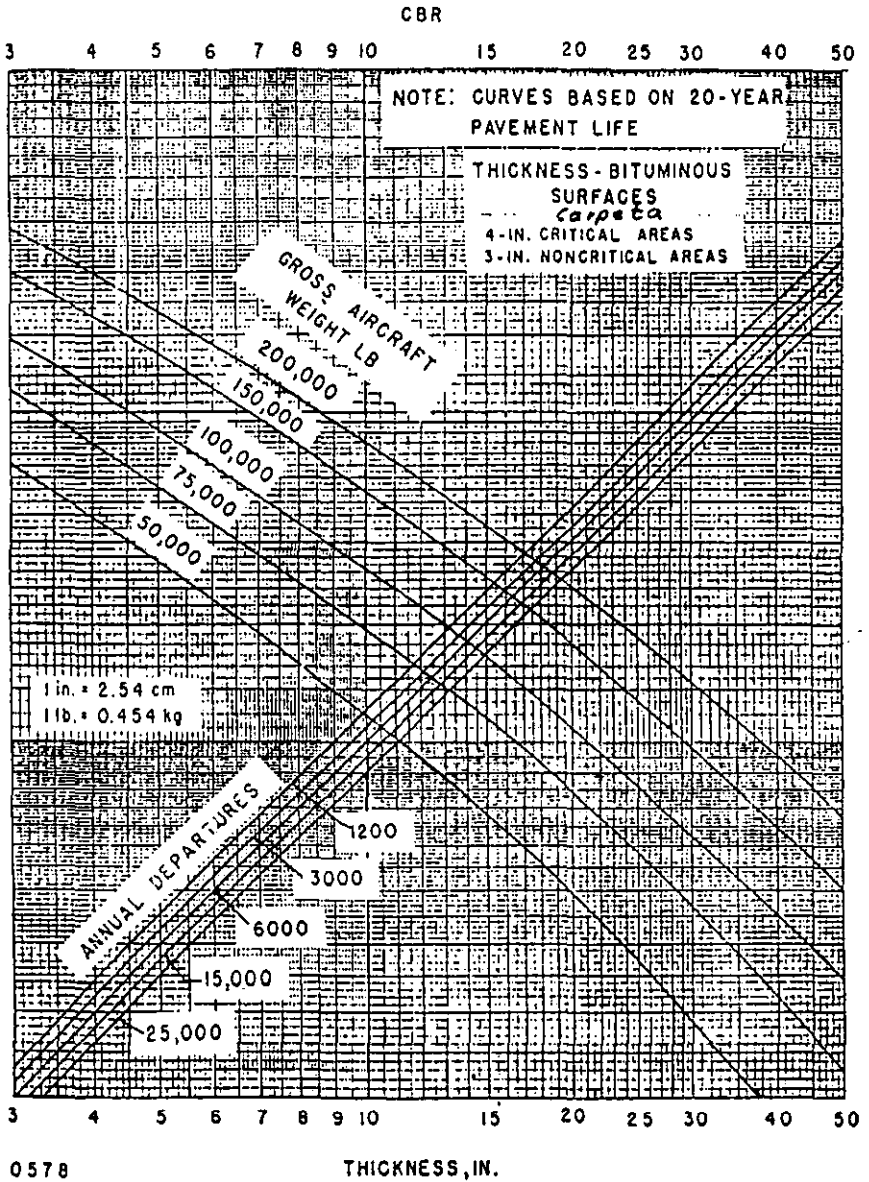 CBR
3 4 5 6 7 8 9 10 15 20 25 30 40 50
NOTE: CURVES BASED ON 20-YEAR
PAVEMENT LIFE
THICKNESS-BITUMINOUS
SURFACES
carpeta
4-IN. CRITICAL AREAS
3-IN. NONCRITICAL AREAS
GROSS AIRCRAFT
WEIGHT LB
200,000
150,000
100,000
75,000
50,000
1 in. = 2.54 cm
1 lb. = 0.454 kg
ANNUAL DEPARTURES
1200
3000
6000
15,000
25,000
3 4 5 6 7 8 9 10 15 20 25 30 40 50
0578
THICKNESS, IN.